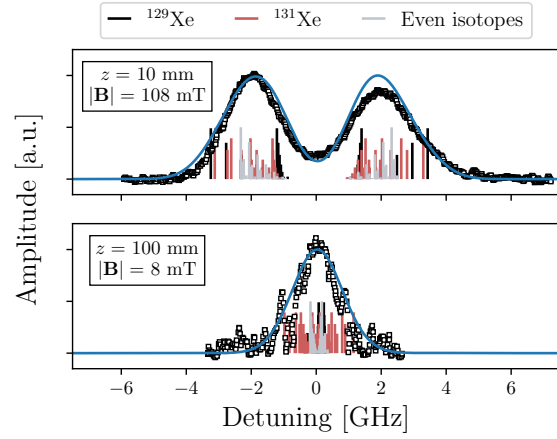 ¹²⁹Xe ¹³¹Xe Even isotopes
z = 10 mm
|B| = 108 mT
z = 100 mm
|B| = 8 mT
Amplitude [a.u.]
−6 −4 −2 0 2 4 6
Detuning [GHz]